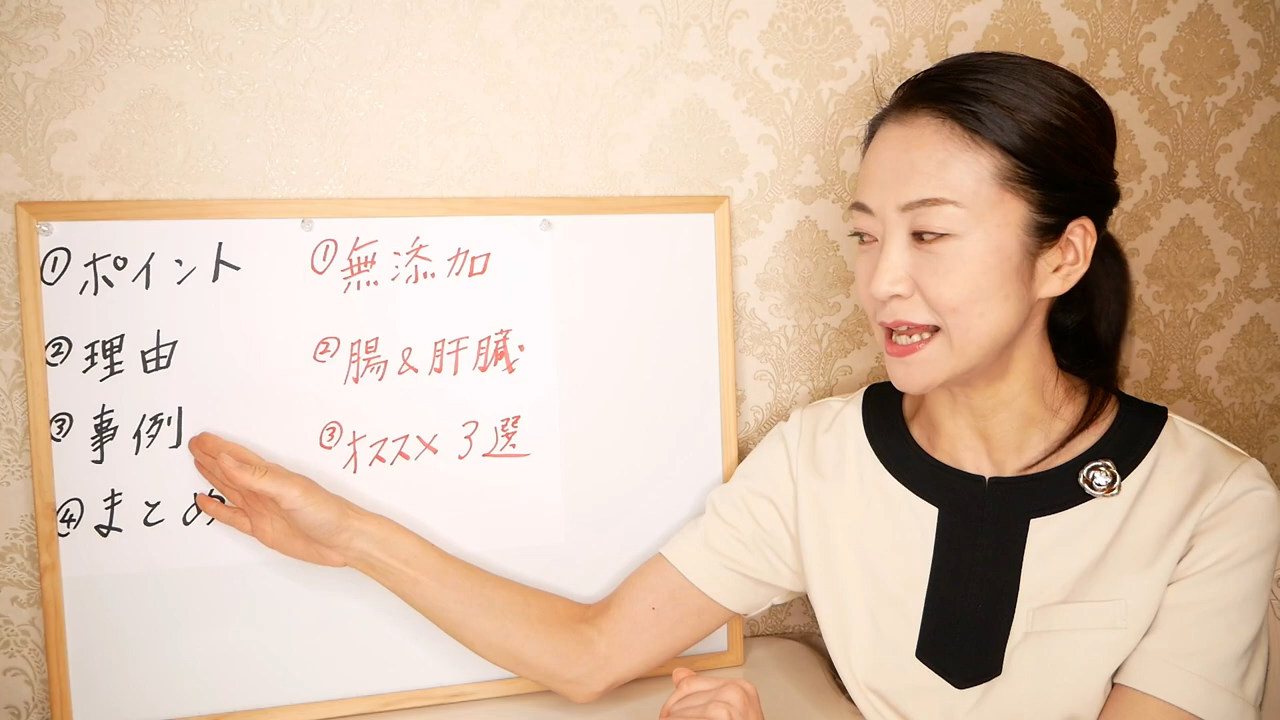 ①ポイント
②理由
③事例
④まとめ
①無添加
②腸&肝臓
③オススメ3選